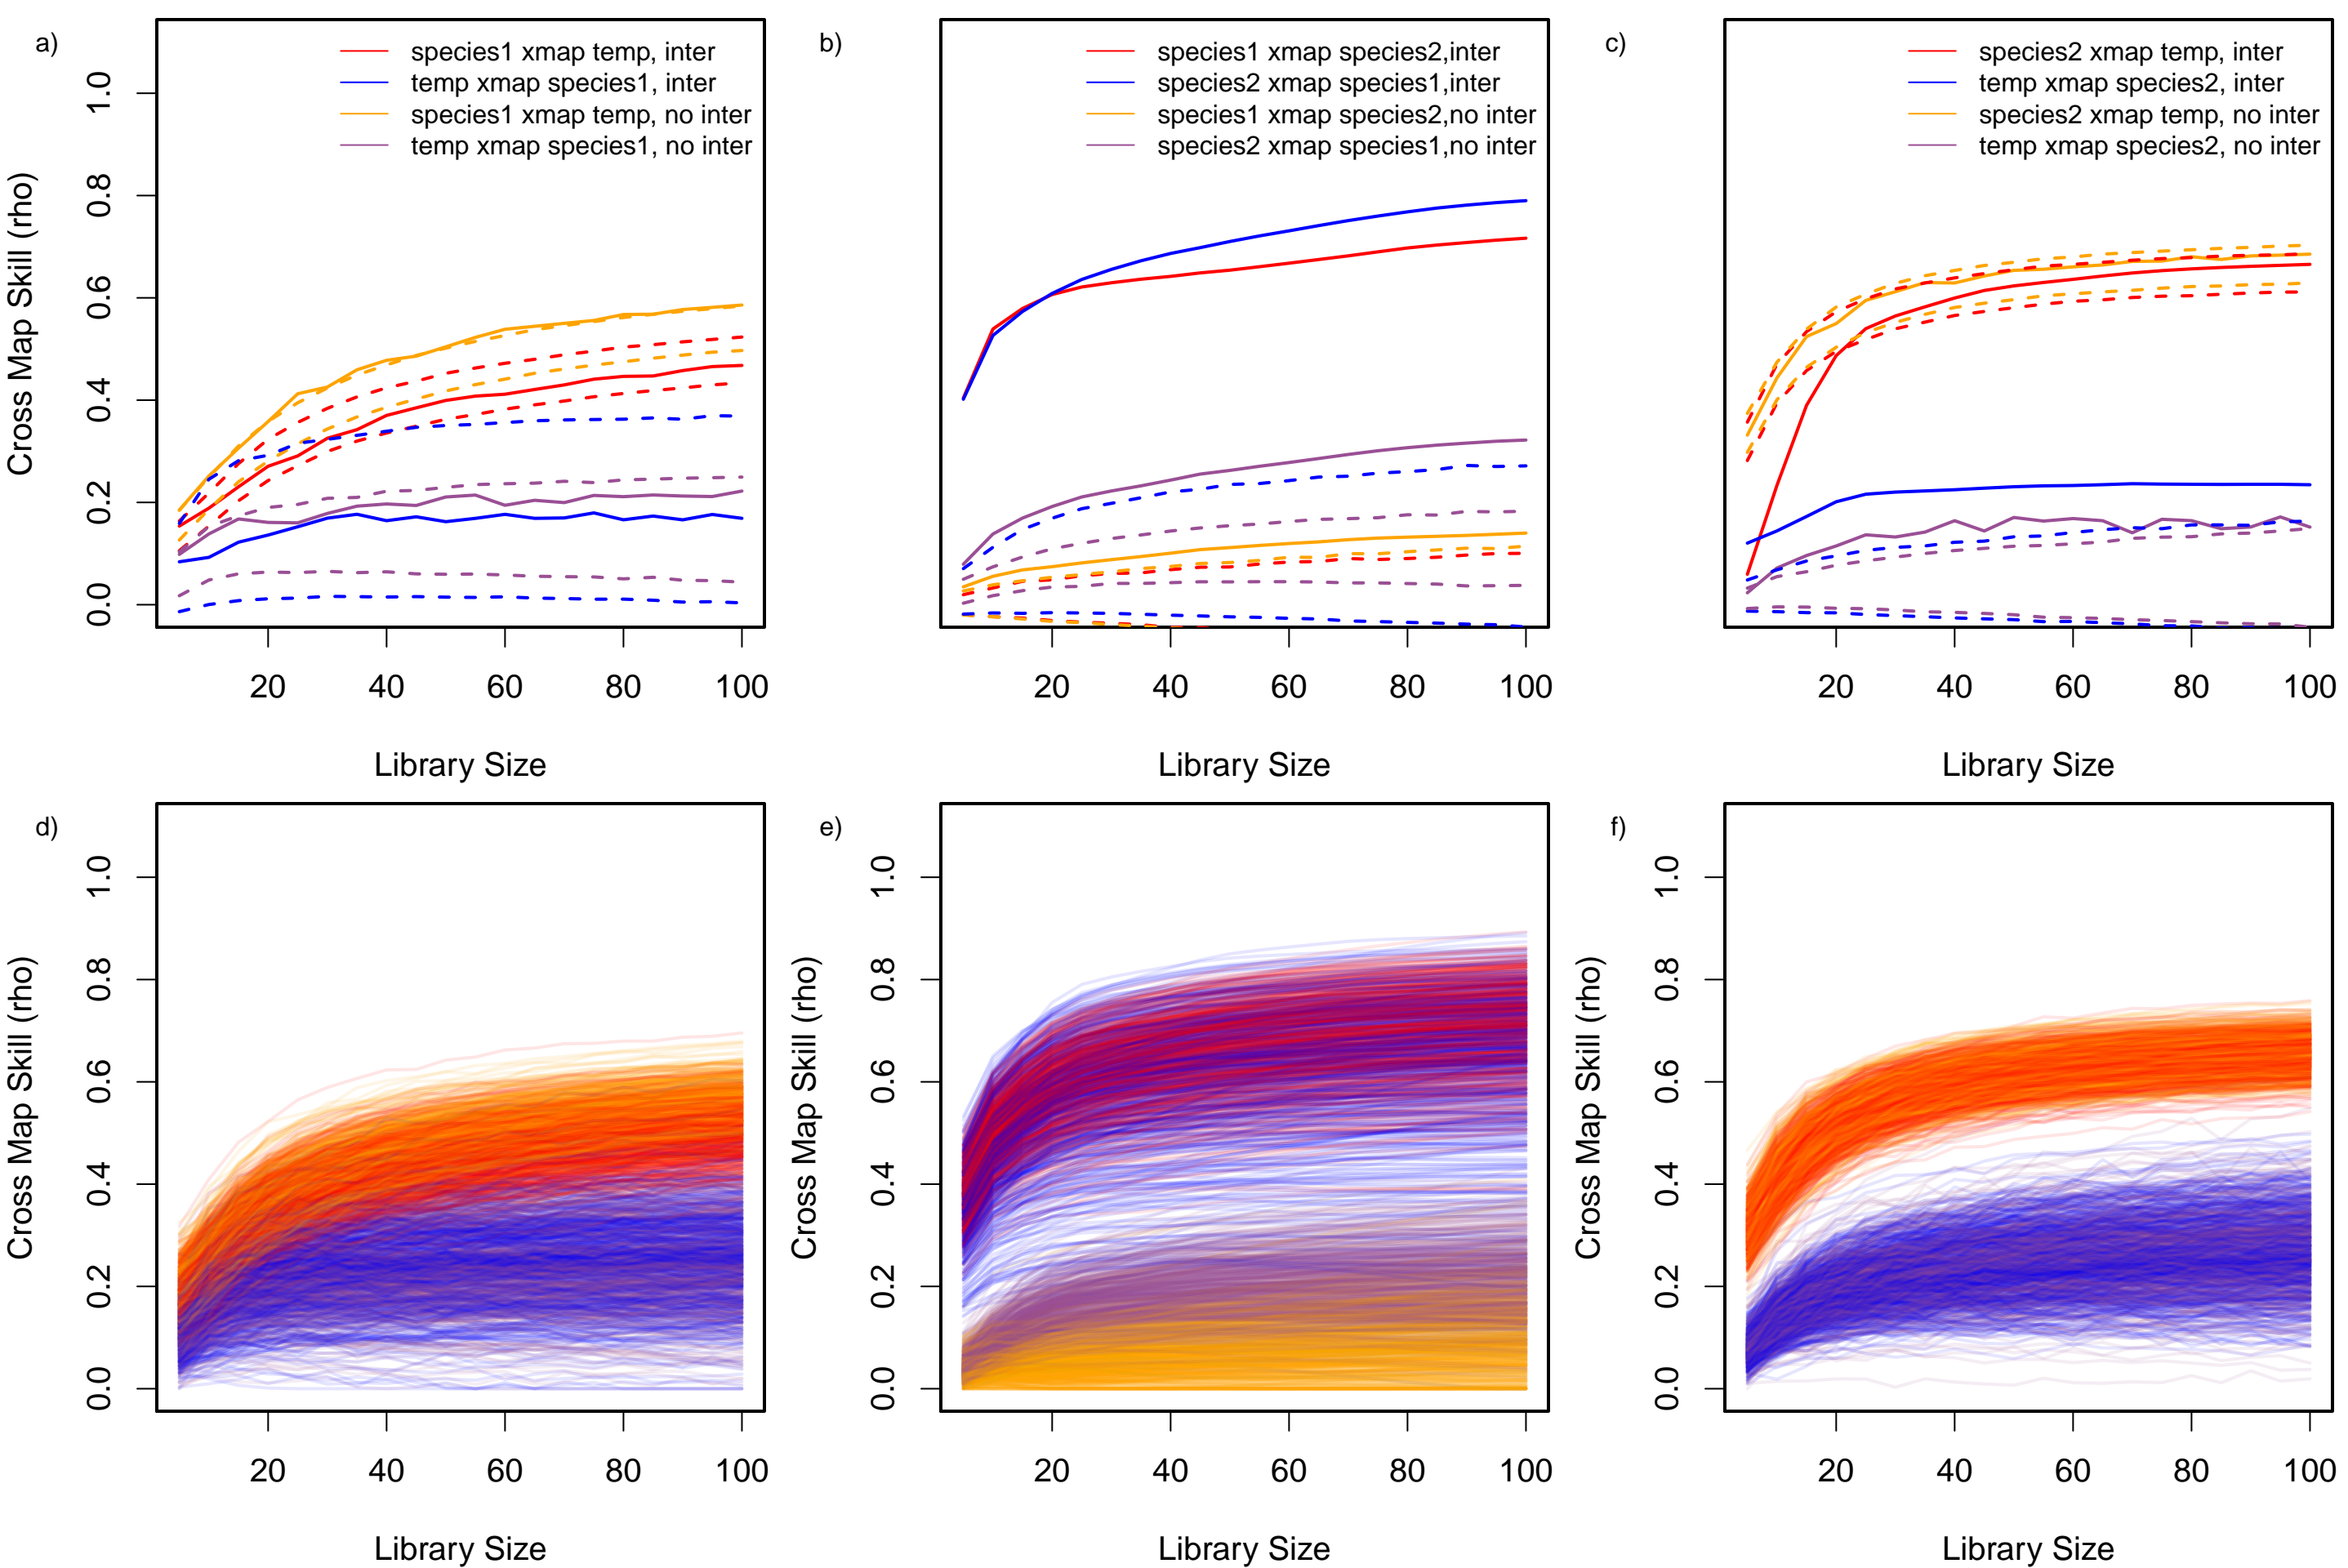 a)
species1 xmap temp, inter
temp xmap species1, inter
species1 xmap temp, no inter
temp xmap species1, no inter
Cross Map Skill (rho)
0.0 0.2 0.4 0.6 0.8 1.0
20 40 60 80 100
Library Size
b)
species1 xmap species2,inter
species2 xmap species1,inter
species1 xmap species2,no inter
species2 xmap species1,no inter
20 40 60 80 100
Library Size
c)
species2 xmap temp, inter
temp xmap species2, inter
species2 xmap temp, no inter
temp xmap species2, no inter
20 40 60 80 100
Library Size
d)
Cross Map Skill (rho)
0.0 0.2 0.4 0.6 0.8 1.0
20 40 60 80 100
Library Size
e)
Cross Map Skill (rho)
0.0 0.2 0.4 0.6 0.8 1.0
20 40 60 80 100
Library Size
f)
Cross Map Skill (rho)
0.0 0.2 0.4 0.6 0.8 1.0
20 40 60 80 100
Library Size